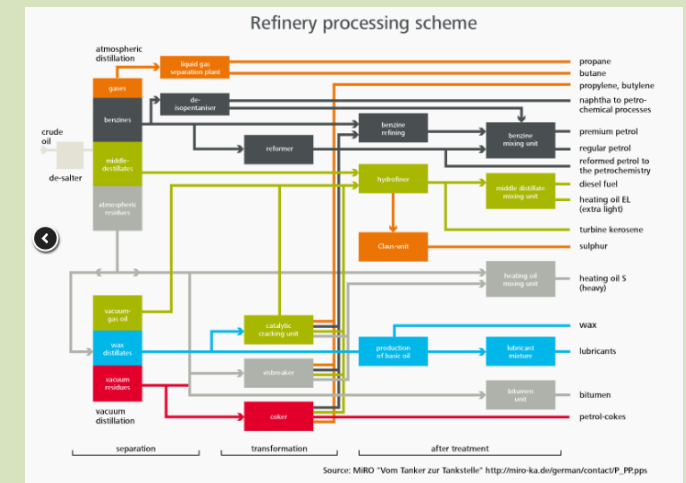 Refinery processing scheme
atmospheric
distillation
liquid gas
separation plant
propane
butane
propylene, butylene
gases
de-
isopentaniser
naphtha to petro-
chemical processes
benzines
benzine
refining
benzine
mixing unit
premium petrol
crude
oil
reformer
regular petrol
reformed petrol to
the petrochemistry
de-salter
middle-
destillates
hydrofiner
middle distillate
mixing unit
diesel fuel
heating oil EL
(extra light)
atmospheric
residues
turbine kerosene
Claus-unit
sulphur
heating oil
mixing unit
heating oil S
(heavy)
vacuum-
gas oil
catalytic
cracking unit
wax
wax
distillates
production
of basic oil
lubricant
mixture
lubricants
visbreaker
vacuum
residues
bitumen
unit
bitumen
vacuum
distillation
coker
petrol-cokes
separation
transformation
after treatment
Source: MiRO "Vom Tanker zur Tankstelle" http://miro-ka.de/german/contact/P_PP.pps